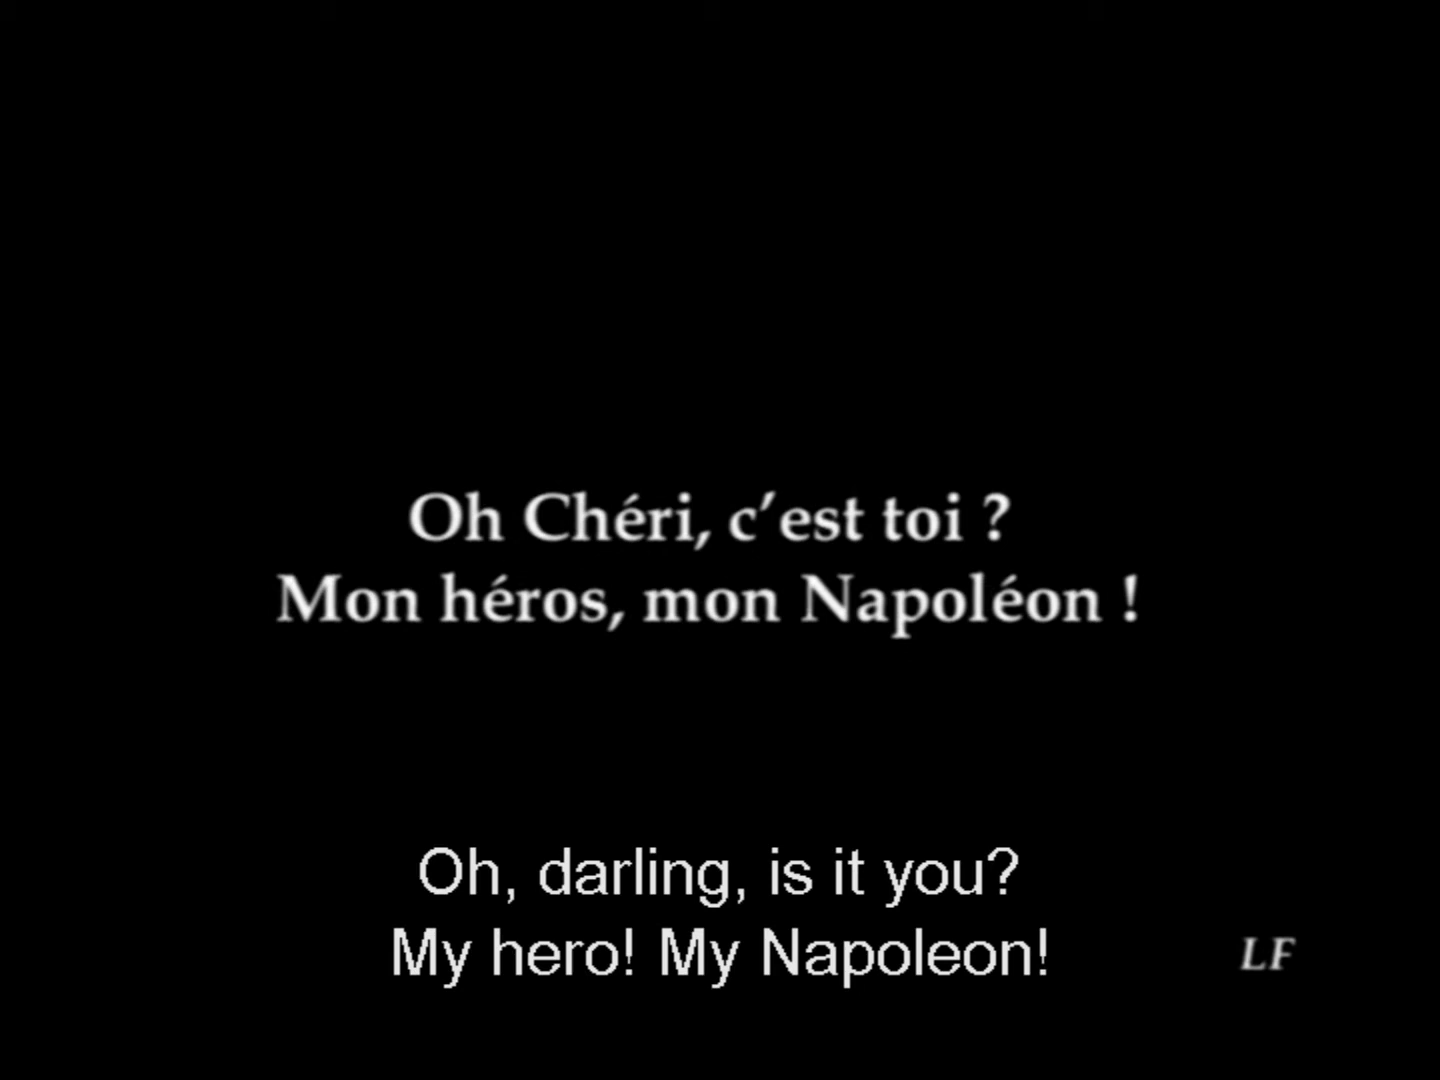 Oh Chéri, c’est toi ?
Mon héros, mon Napoléon !
Oh, darling, is it you?
My hero! My Napoleon!
LF